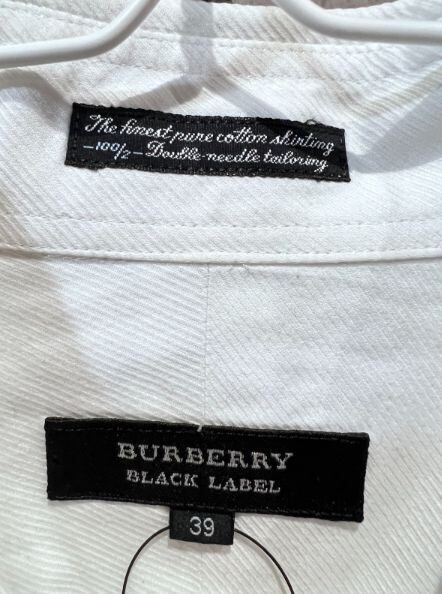 The finest pure cotton shirting
—100/2— Double-needle tailoring
BURBERRY
BLACK LABEL
39